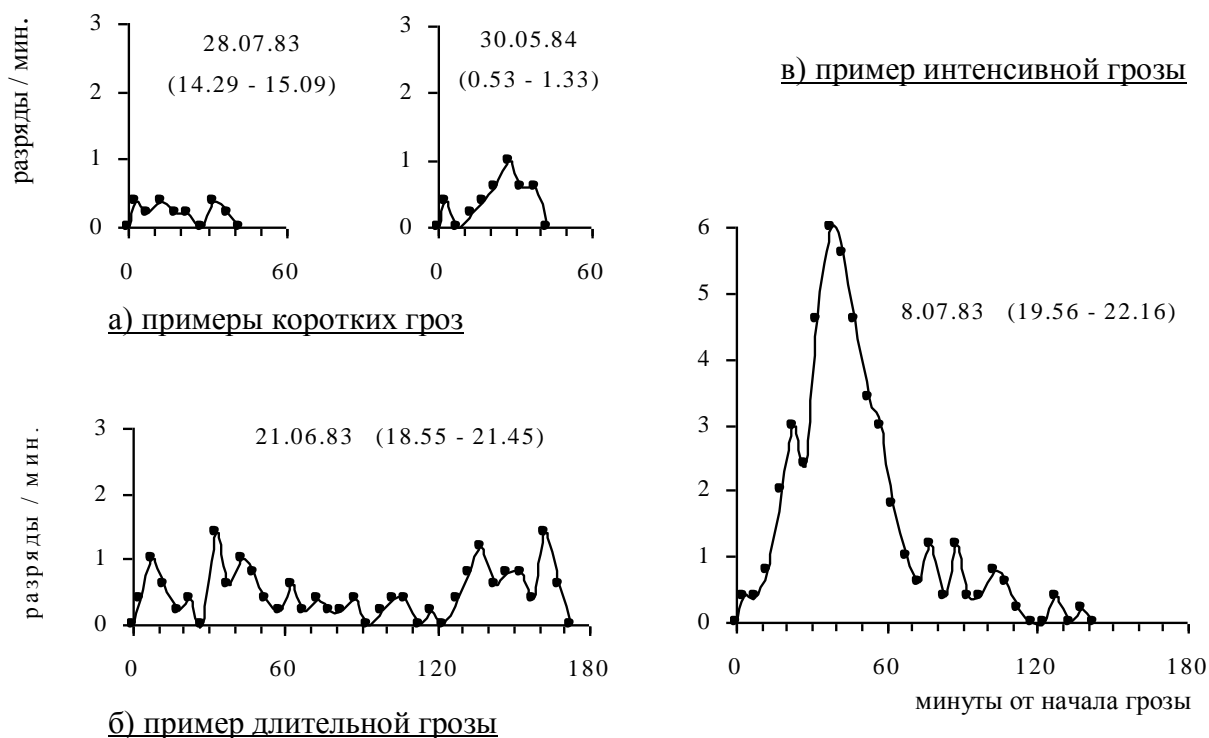 разряды / мин.
3
2
1
0
28.07.83
(14.29 - 15.09)
0 60
3
2
1
0
30.05.84
(0.53 - 1.33)
0 60
а) примеры коротких гроз
разряды / мин.
3
2
1
0
21.06.83 (18.55 - 21.45)
0 60 120 180
б) пример длительной грозы
в) пример интенсивной грозы
6
5
4
3
2
1
0
8.07.83 (19.56 - 22.16)
0 60 120 180
минуты от начала грозы